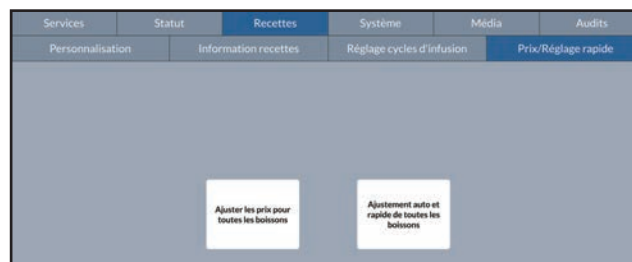 Services Statut Recettes Système Média Audits
Personnalisation Information recettes Réglage cycles d'infusion Prix/Réglage rapide
Ajuster les prix pour
toutes les boissons
Ajustement auto et
rapide de toutes les
boissons